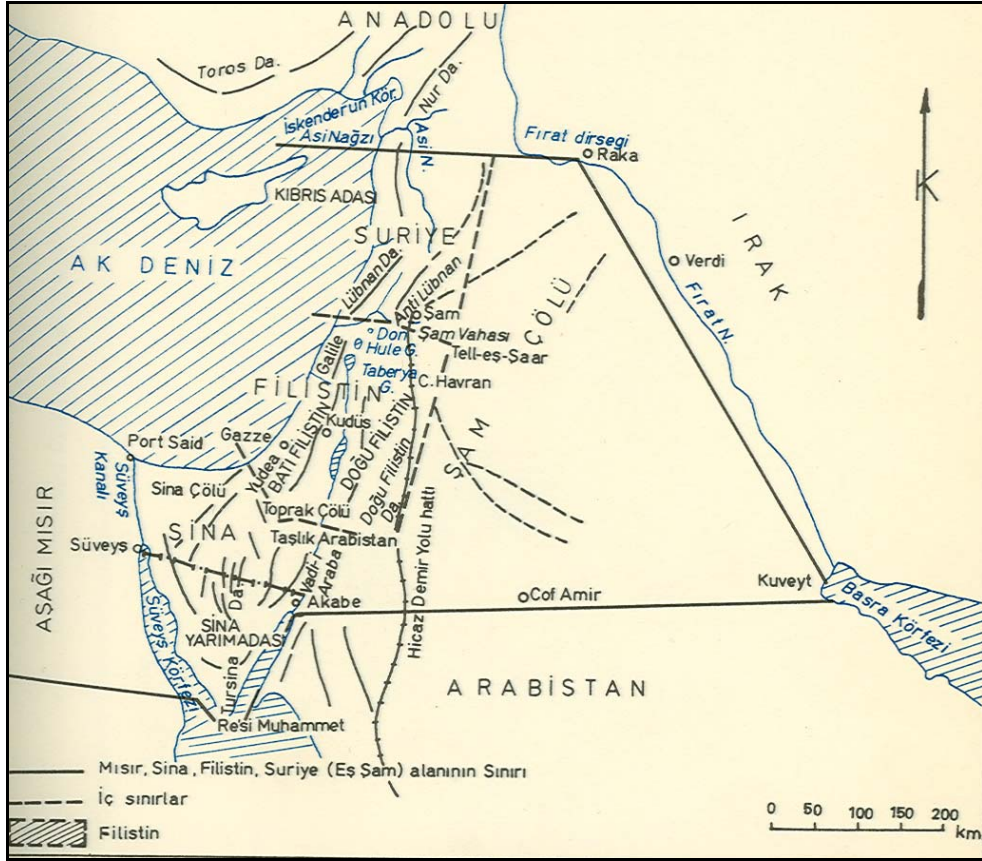 ANADOLU
Toros Da.
Nur Da.
İskenderun Kör.
Asi Nağzı
Asi N.
Fırat dirsegi
Raka
K
KIBRIS ADASI
IRAK
SURİYE
Verdi
AK DENİZ
Lübnan Da.
Anti Lübnan
Fırat N.
ÇÖLÜ
Şam
Şam Vahası
Don
Hule G.
Tell-eş-Şaar
Galile
Taberya
G.
C. Havran
FİLİSTİN
Kudüs
Gazze
Port Said
Yudea
BATI FİLİSTİN
DOĞU FİLİSTİN
Doğu Filistin
Da.
ŞAM
Süveyş
Kanalı
Sina Çölü
Toprak Çölü
SİNA
Taşlık Arabistan
Süveyş
AŞAĞI MISIR
Vadi-i
Araba
Hicaz Demir Yolu hattı
Kuveyt
Cof Amir
Basra Körfezi
Akabe
Da.
SİNA
YARIMADASI
Süveyş Körfezi
Tursina
ARABİSTAN
Re'si Muhammet
Mısır, Sina, Filistin, Suriye (Eş Şam) alanının Sınırı
İç sınırlar
Filistin
0 50 100 150 200
km